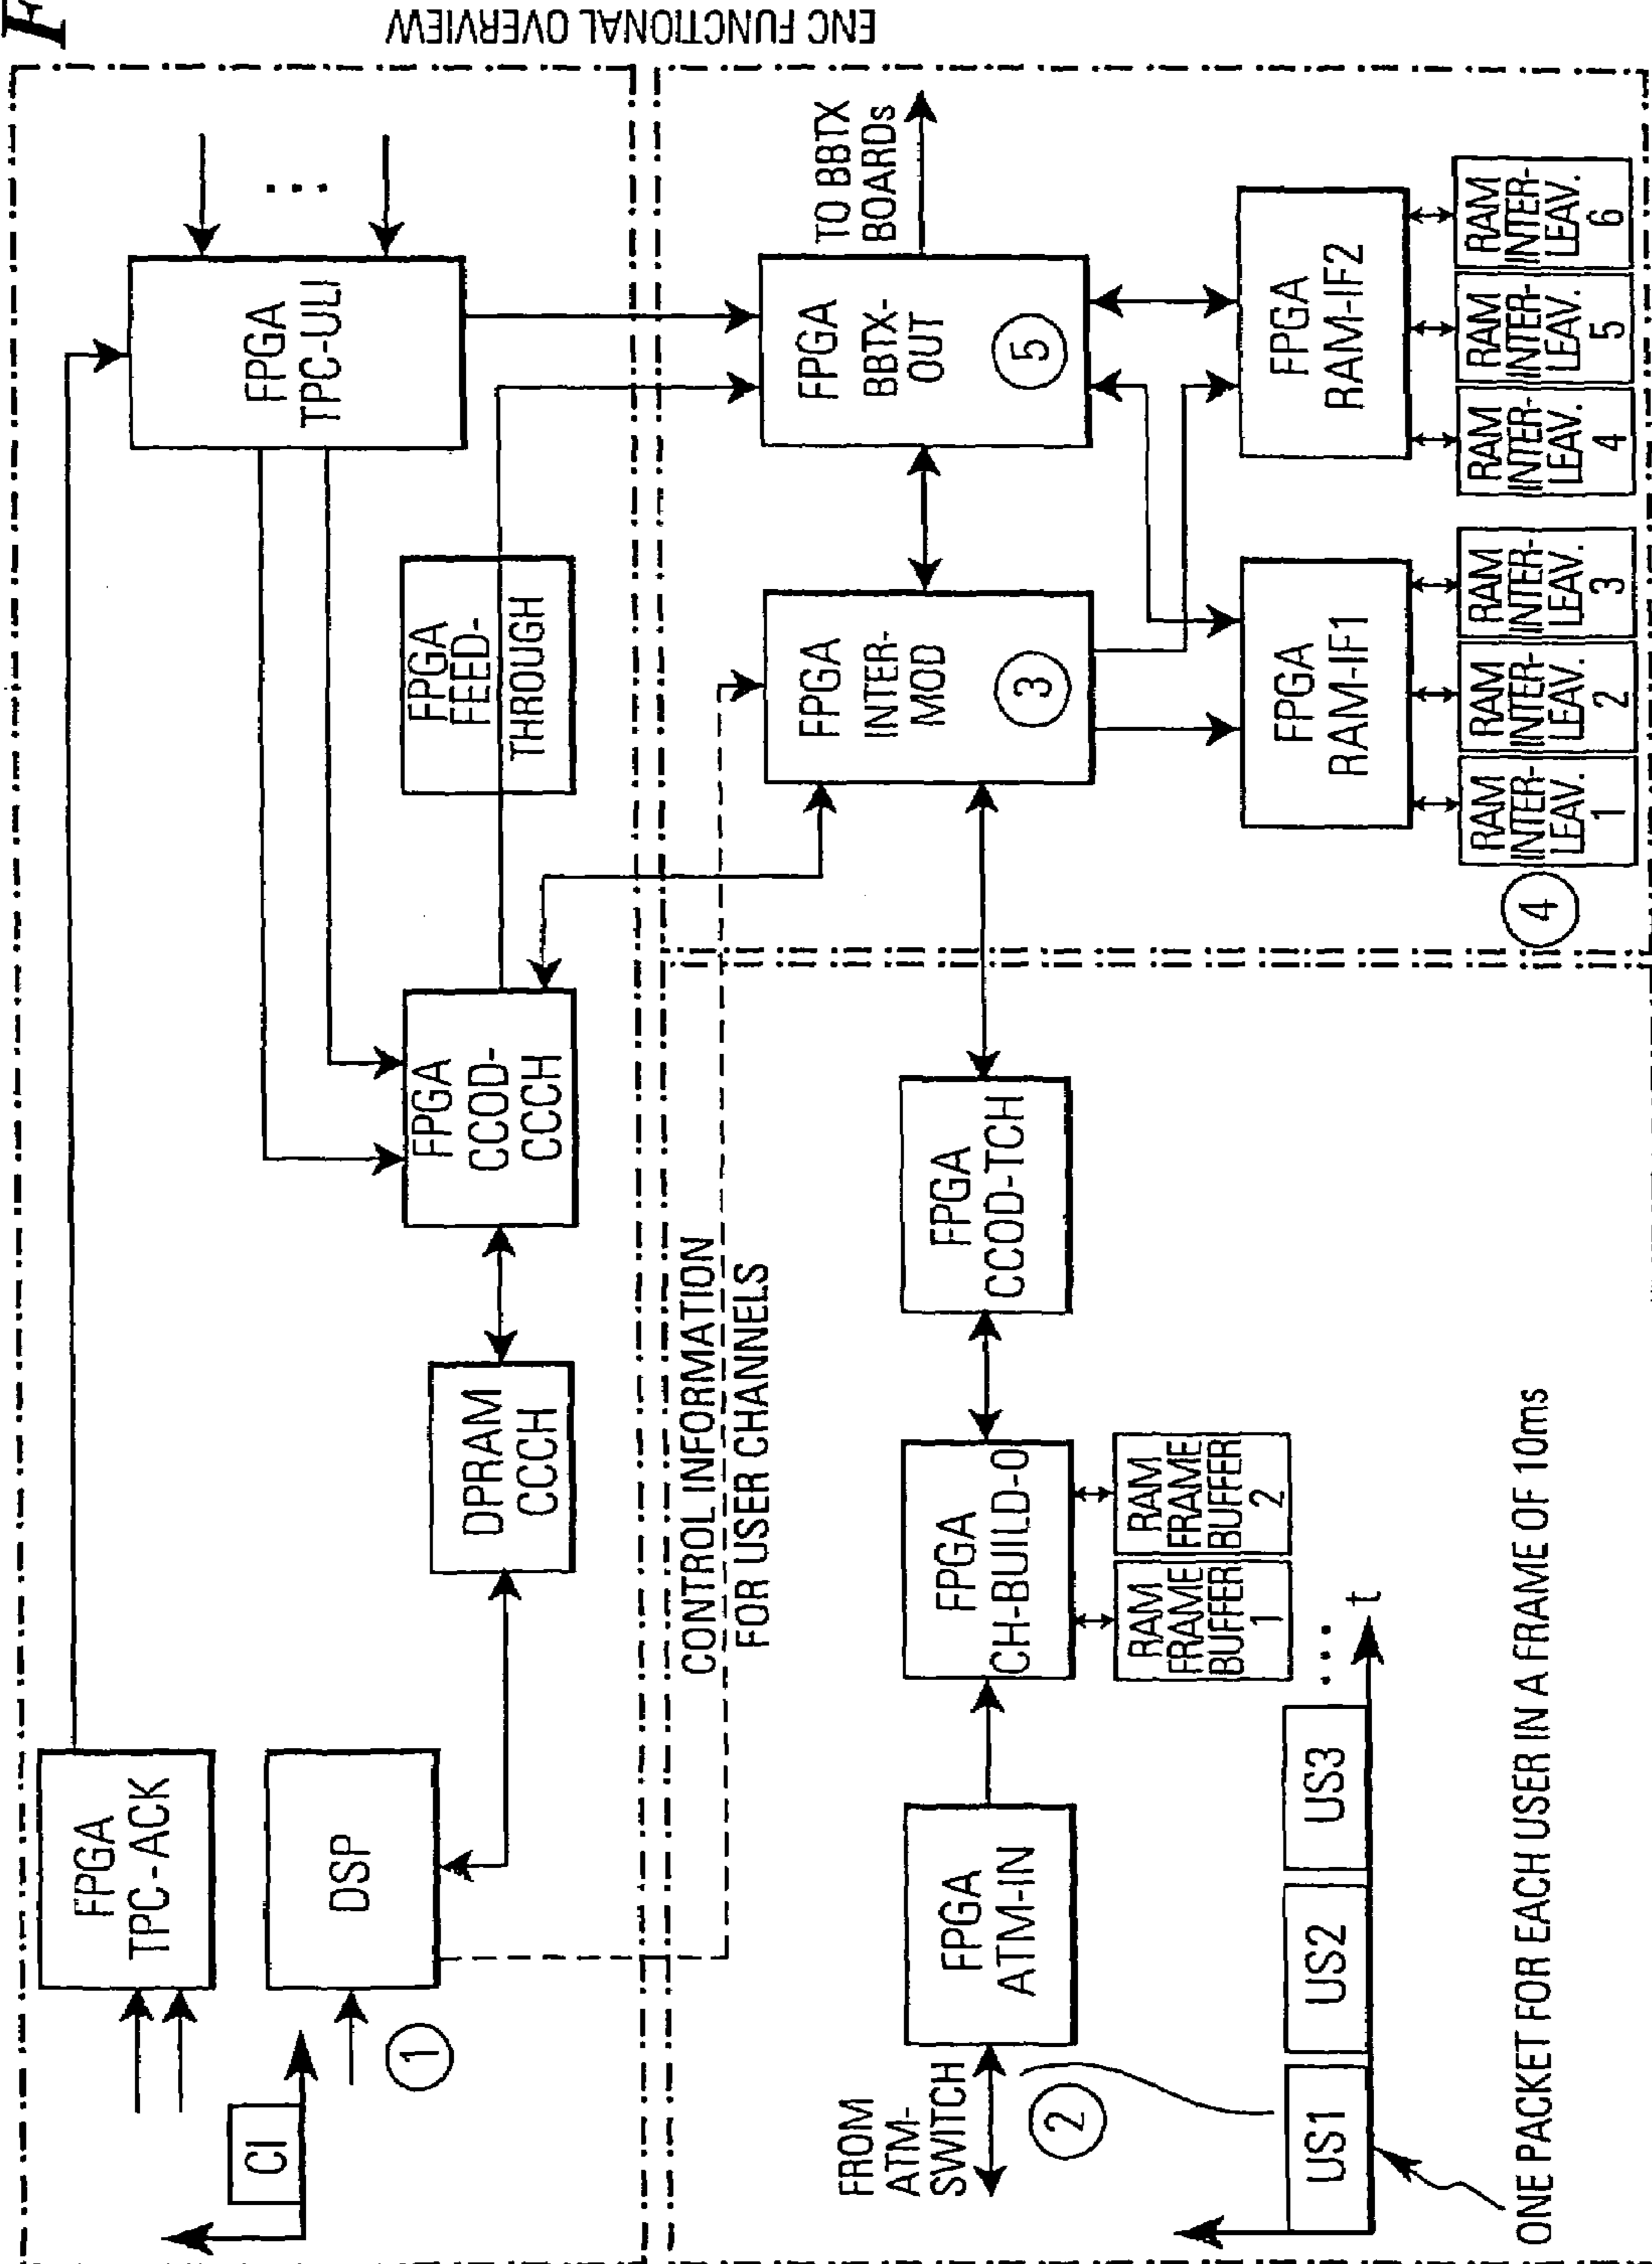 F
ENC FUNCTIONAL OVERVIEW
FPGA
TPC-ACK
FPGA
TPC-ULI
CI
1
DSP
DPRAM
CCCH
FPGA
CCOD-
CCCH
FPGA
FEED-
THROUGH
CONTROL INFORMATION
FOR USER CHANNELS
FROM
ATM-
SWITCH
2
FPGA
ATM-IN
FPGA
CH-BUILD-0
RAM
FRAME
BUFFER
1
RAM
FRAME
BUFFER
2
FPGA
CCOD-TCH
FPGA
INTER-
MOD
3
FPGA
BBTX-
OUT
5
TO BBTX
BOARDs
FPGA
RAM-IF1
FPGA
RAM-IF2
4
RAM
INTER-
LEAV.
1
RAM
INTER-
LEAV.
2
RAM
INTER-
LEAV.
3
RAM
INTER-
LEAV.
4
RAM
INTER-
LEAV.
5
RAM
INTER-
LEAV.
6
US1
US2
US3
...
t
ONE PACKET FOR EACH USER IN A FRAME OF 10ms